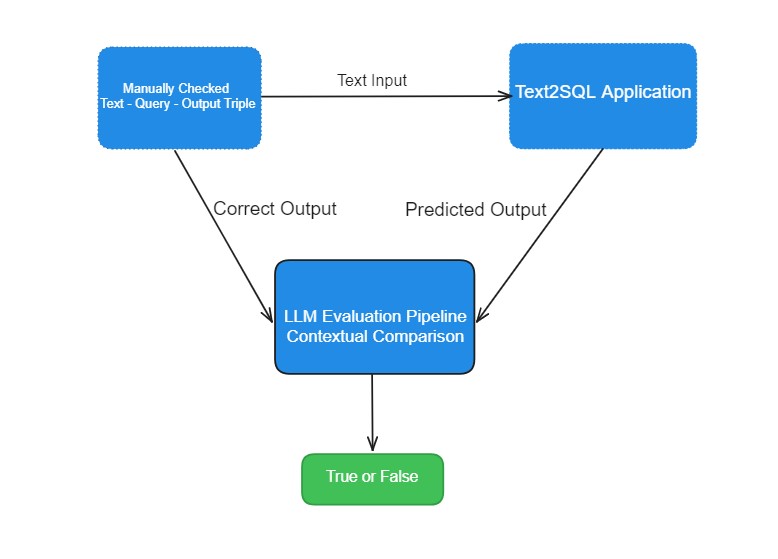 Manually Checked
Text - Query - Output Triple
Text Input
Text2SQL Application
Correct Output
Predicted Output
LLM Evaluation Pipeline
Contextual Comparison
True or False